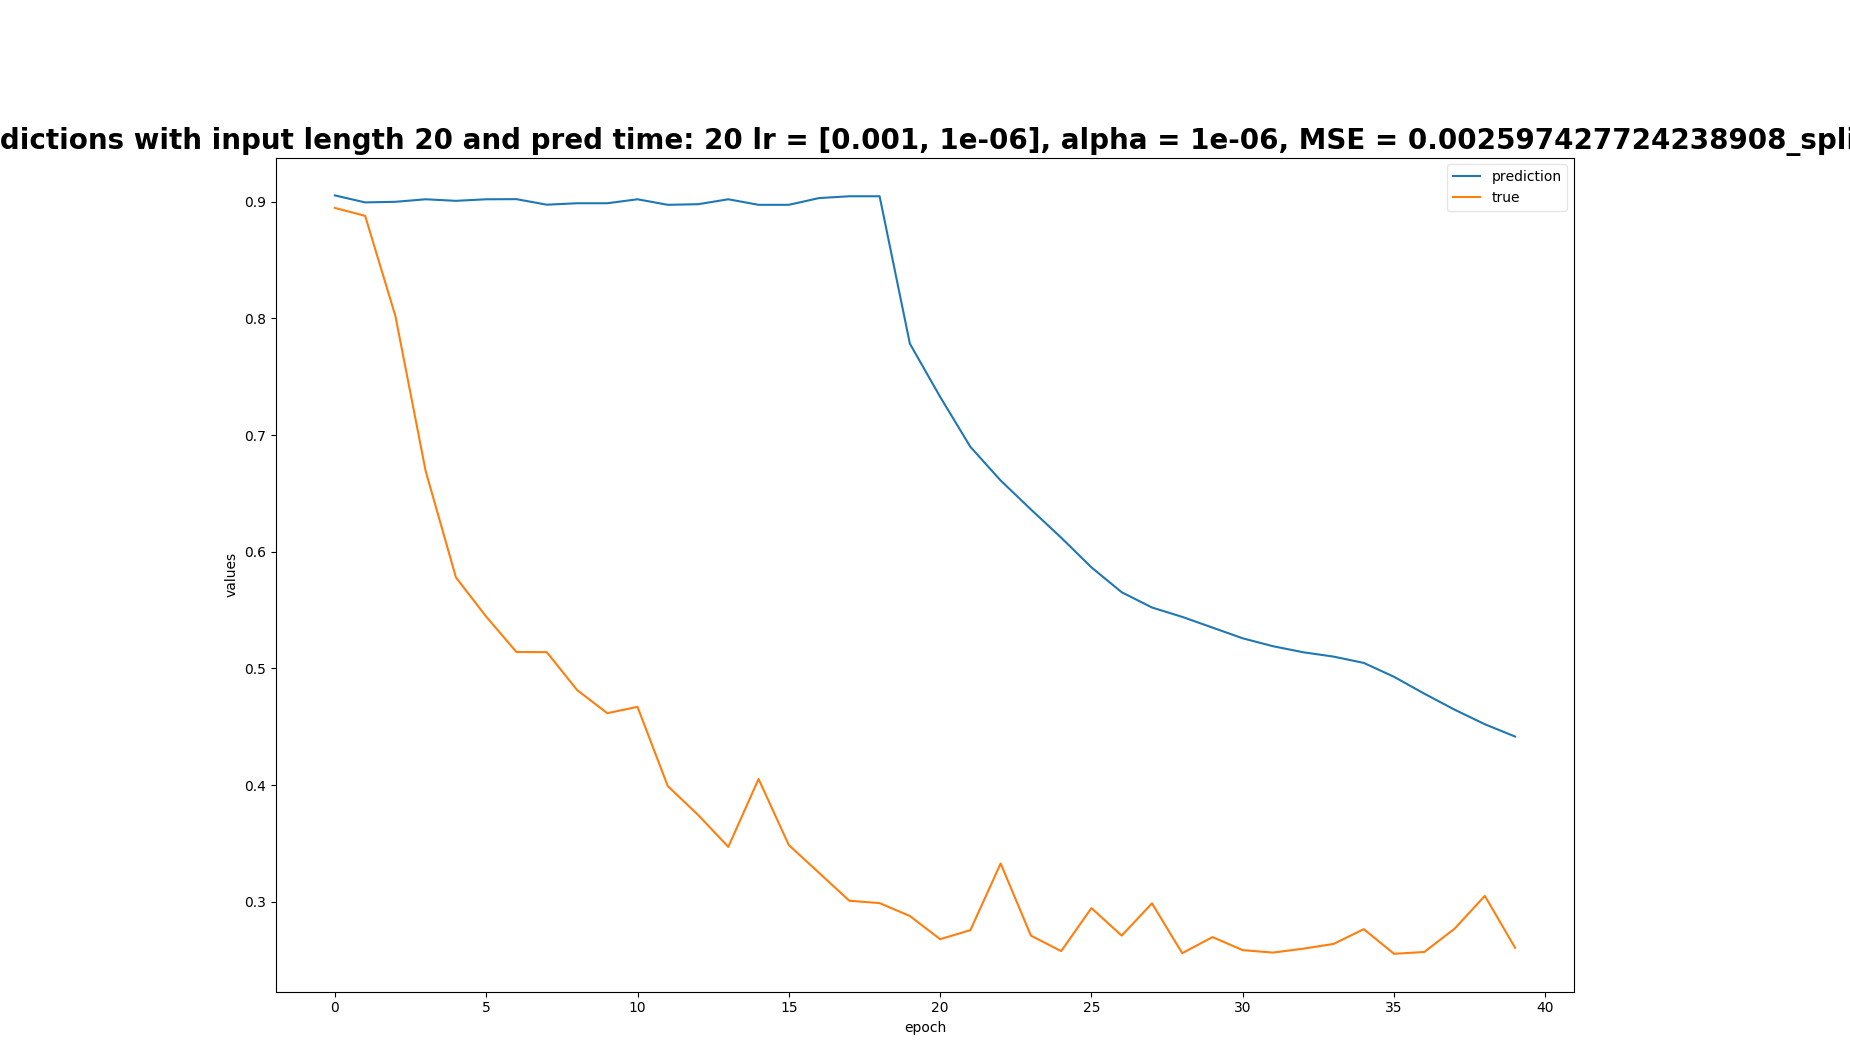 dictions with input length 20 and pred time: 20 lr = [0.001, 1e-06], alpha = 1e-06, MSE = 0.002597427724238908_spli
prediction
true
0.9
0.8
0.7
0.6
0.5
0.4
0.3
values
0 5 10 15 20 25 30 35 40
epoch